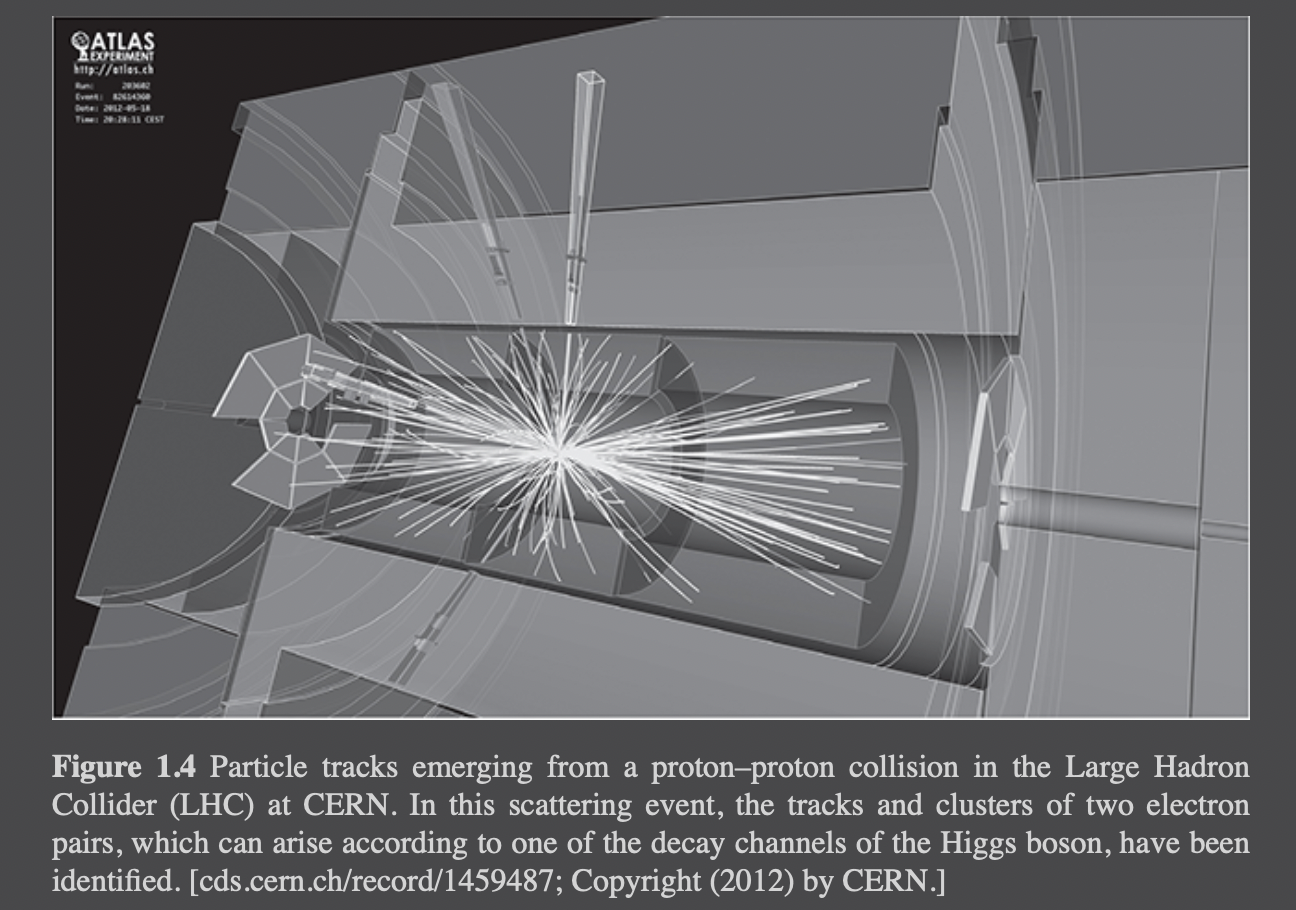 ATLAS
EXPERIMENT
http://atlas.ch
Run: 203602
Event: 82614360
Date: 2012-05-18
Time: 20:28:11 CEST
Figure 1.4 Particle tracks emerging from a proton–proton collision in the Large Hadron
Collider (LHC) at CERN. In this scattering event, the tracks and clusters of two electron
pairs, which can arise according to one of the decay channels of the Higgs boson, have been
identified. [cds.cern.ch/record/1459487; Copyright (2012) by CERN.]